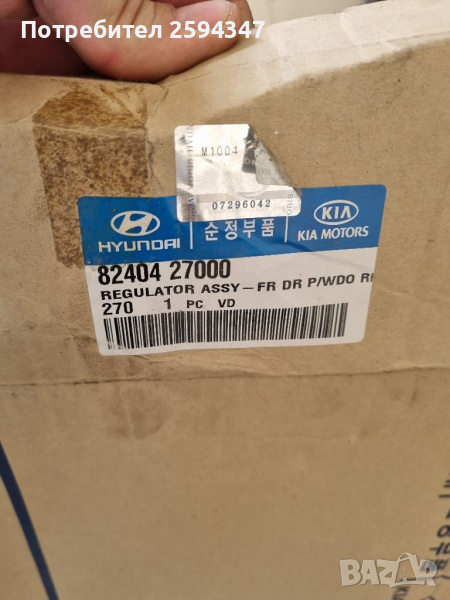 Потребител 2594347
M1004
07296042
HYUNDAI
순정부품
KIA
KIA MOTORS
82404 27000
REGULATOR ASSY-FR DR P/WDO
270 1 PC VD
BAZAR